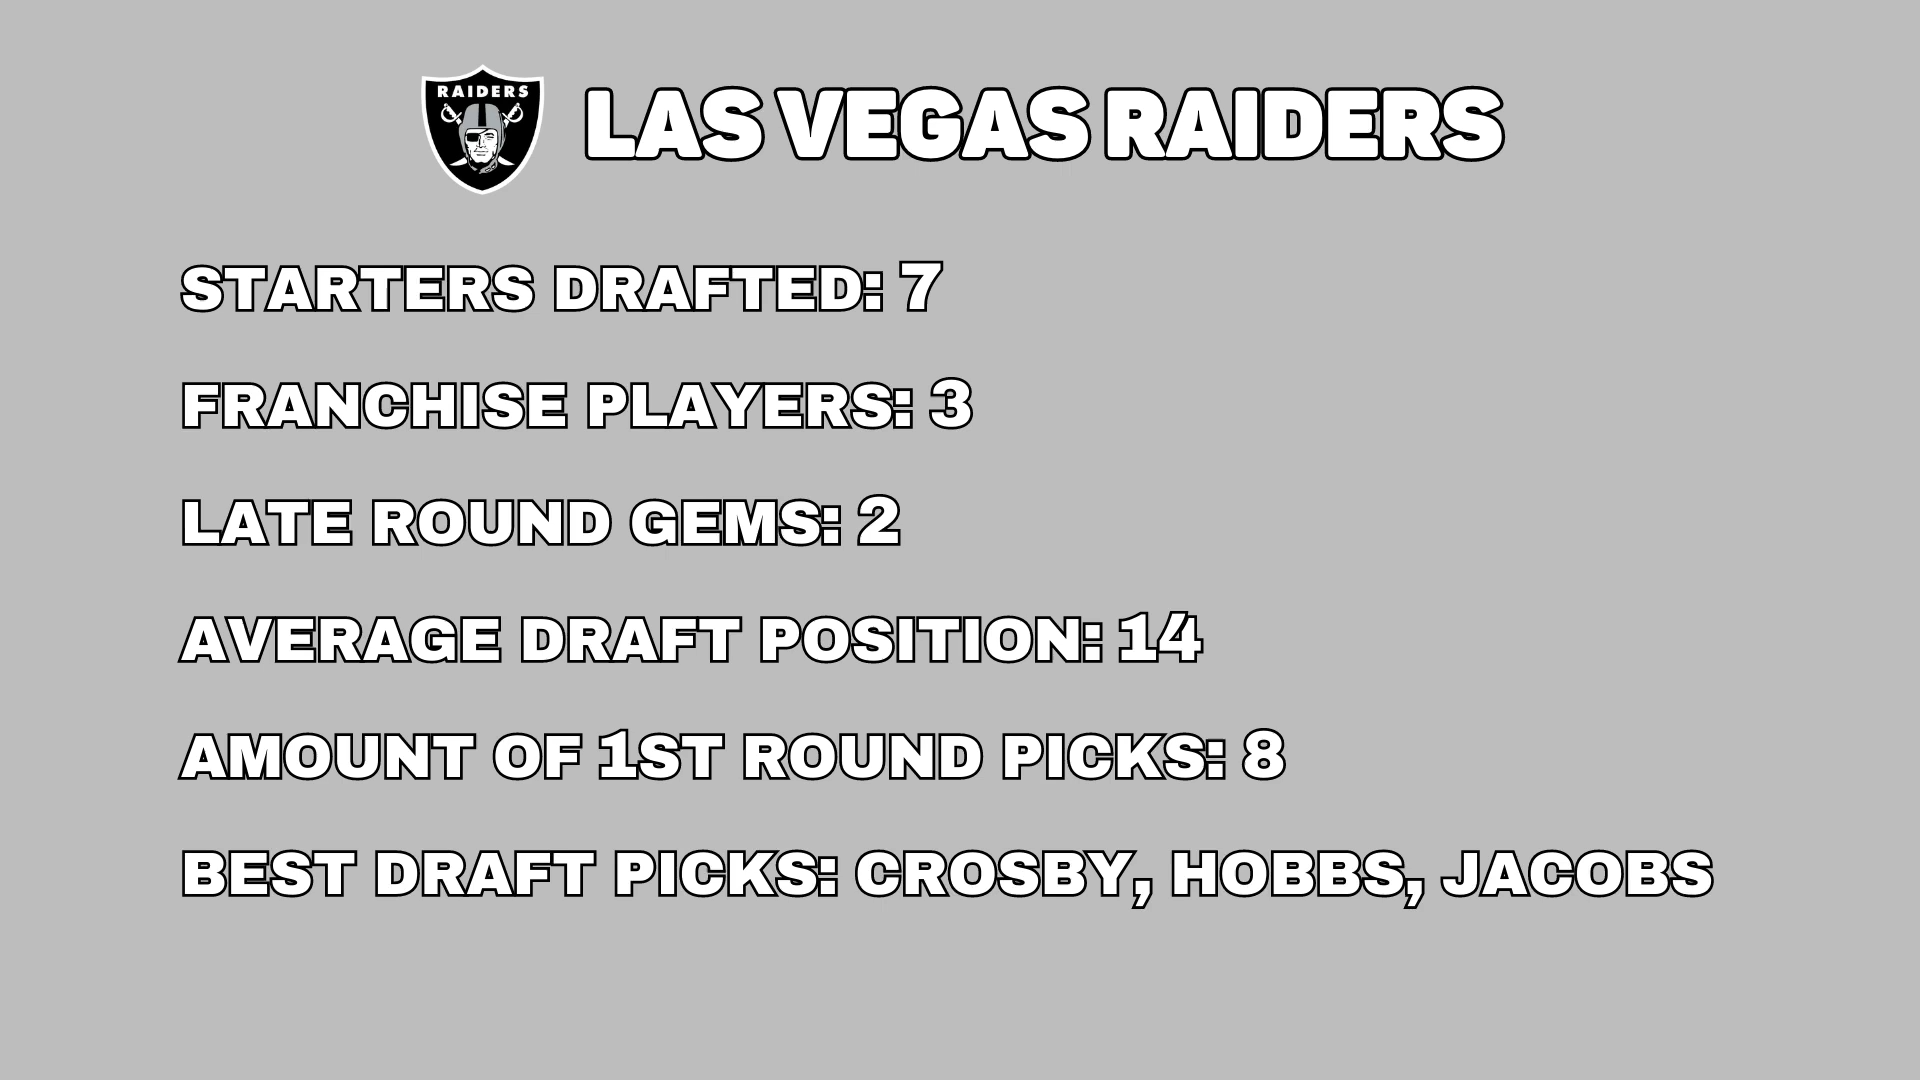 RAIDERS
LAS VEGAS RAIDERS
STARTERS DRAFTED: 7
FRANCHISE PLAYERS: 3
LATE ROUND GEMS: 2
AVERAGE DRAFT POSITION: 14
AMOUNT OF 1ST ROUND PICKS: 8
BEST DRAFT PICKS: CROSBY, HOBBS, JACOBS